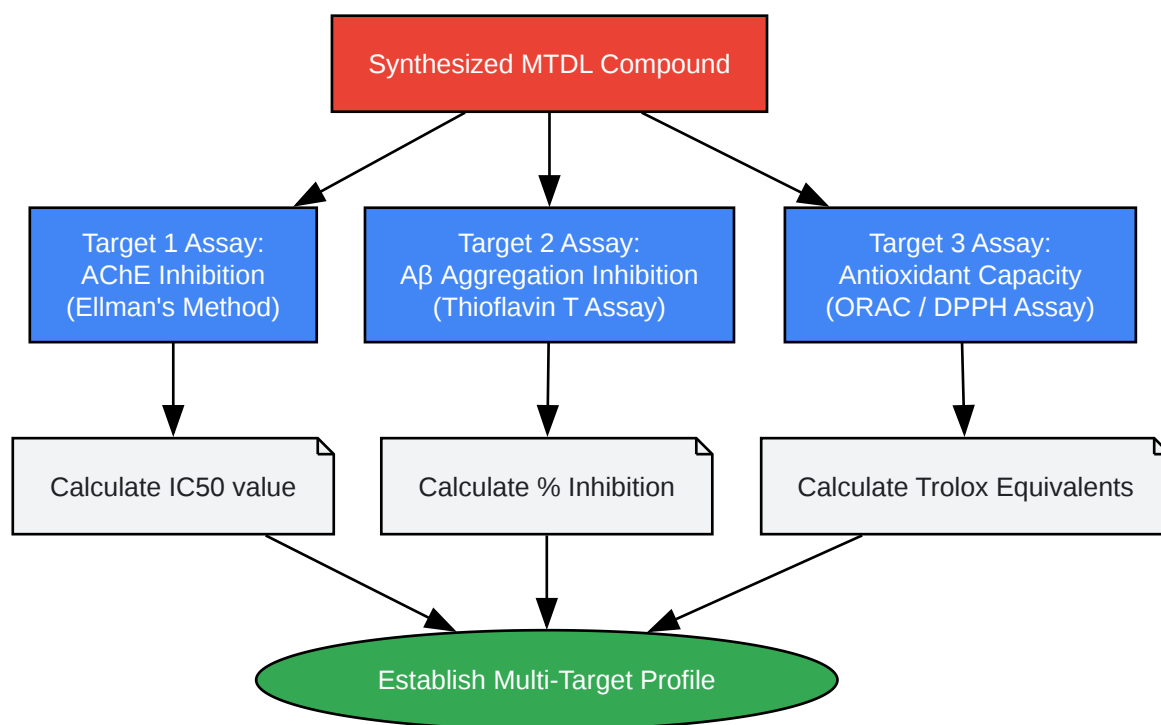 Synthesized MTDL Compound
Target 1 Assay:
AChE Inhibition
(Ellman's Method)
Target 2 Assay:
Aβ Aggregation Inhibition
(Thioflavin T Assay)
Target 3 Assay:
Antioxidant Capacity
(ORAC / DPPH Assay)
Calculate IC50 value
Calculate % Inhibition
Calculate Trolox Equivalents
Establish Multi-Target Profile